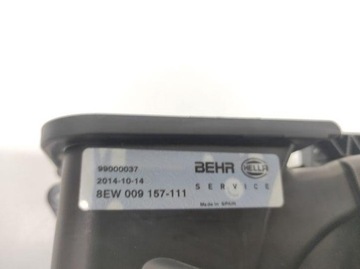 99000037
2014-10-14
8EW 009 157-111
BEHR HELLA
SERVICE
Made in SPAIN